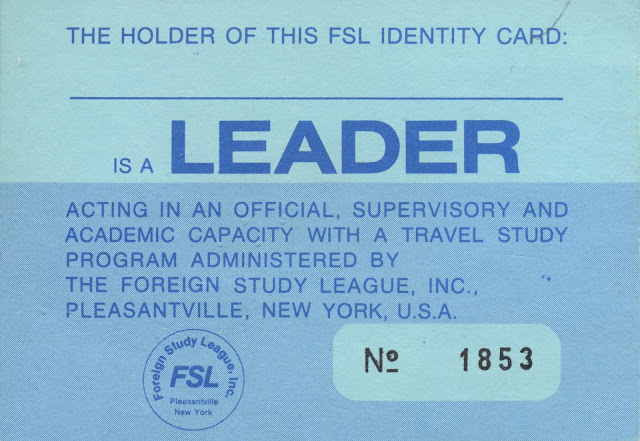 THE HOLDER OF THIS FSL IDENTITY CARD:
IS A LEADER
ACTING IN AN OFFICIAL, SUPERVISORY AND
ACADEMIC CAPACITY WITH A TRAVEL STUDY
PROGRAM ADMINISTERED BY
THE FOREIGN STUDY LEAGUE, INC.,
PLEASANTVILLE, NEW YORK, U.S.A.
Foreign Study League, Inc.
FSL
Pleasantville
New York
№ 1853